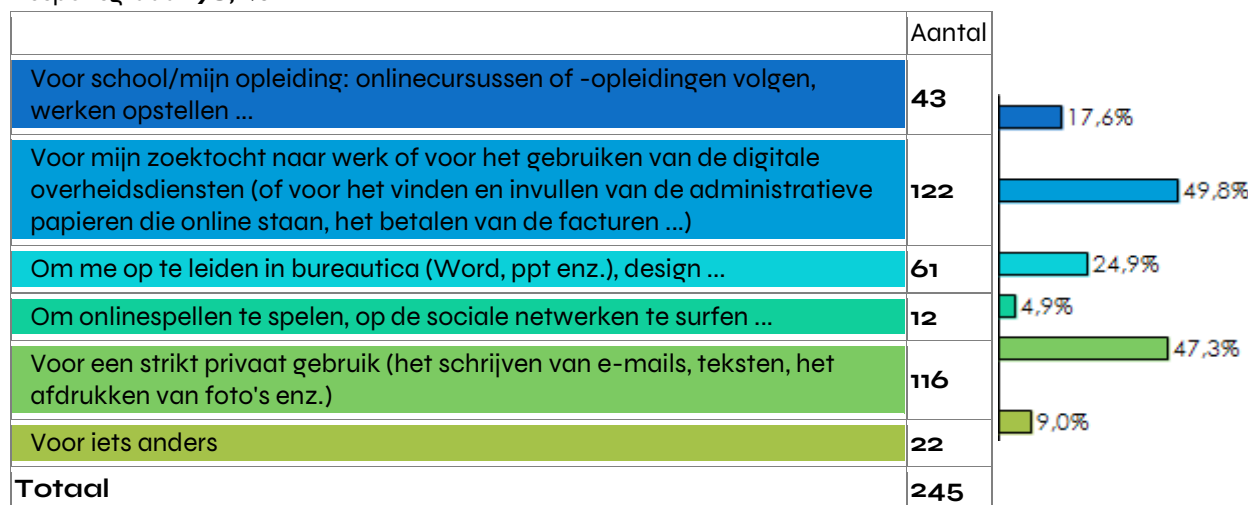 Aantal
Voor school/mijn opleiding: onlinecursussen of -opleidingen volgen,
werken opstellen ...
43
17,6%
Voor mijn zoektocht naar werk of voor het gebruiken van de digitale
overheidsdiensten (of voor het vinden en invullen van de administratieve
papieren die online staan, het betalen van de facturen ...)
122
49,8%
Om me op te leiden in bureautica (Word, ppt enz.), design ...
61
24,9%
Om onlinespellen te spelen, op de sociale netwerken te surfen ...
12
4,9%
Voor een strikt privaat gebruik (het schrijven van e-mails, teksten, het
afdrukken van foto's enz.)
116
47,3%
Voor iets anders
22
9,0%
Totaal
245